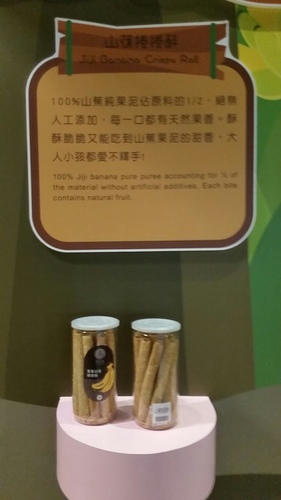 山蕉捲捲酥
Jiji Banana Crispy Roll
100%山蕉純果泥佔原料的1/2，絕無
人工添加，每一口都有天然果香。酥
酥脆脆又能吃到山蕉果泥的甜香，大
人小孩都愛不釋手!
100% Jiji banana pure puree accounting for ½ of
the material without artificial additives. Each bite
contains natural fruit.